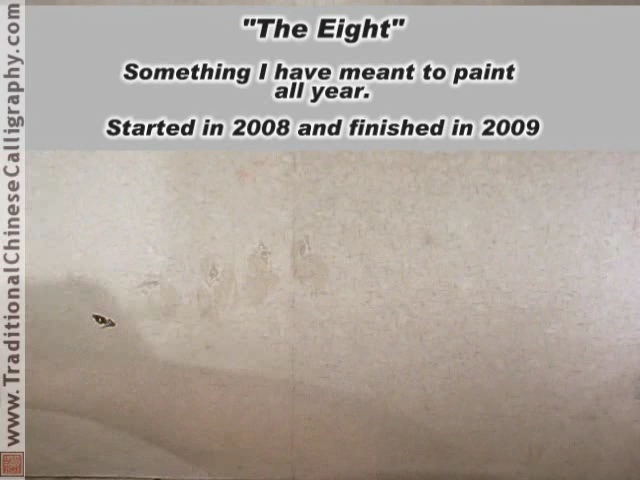 "The Eight"
Something I have meant to paint
all year.
Started in 2008 and finished in 2009
www.TraditionalChineseCalligraphy.com